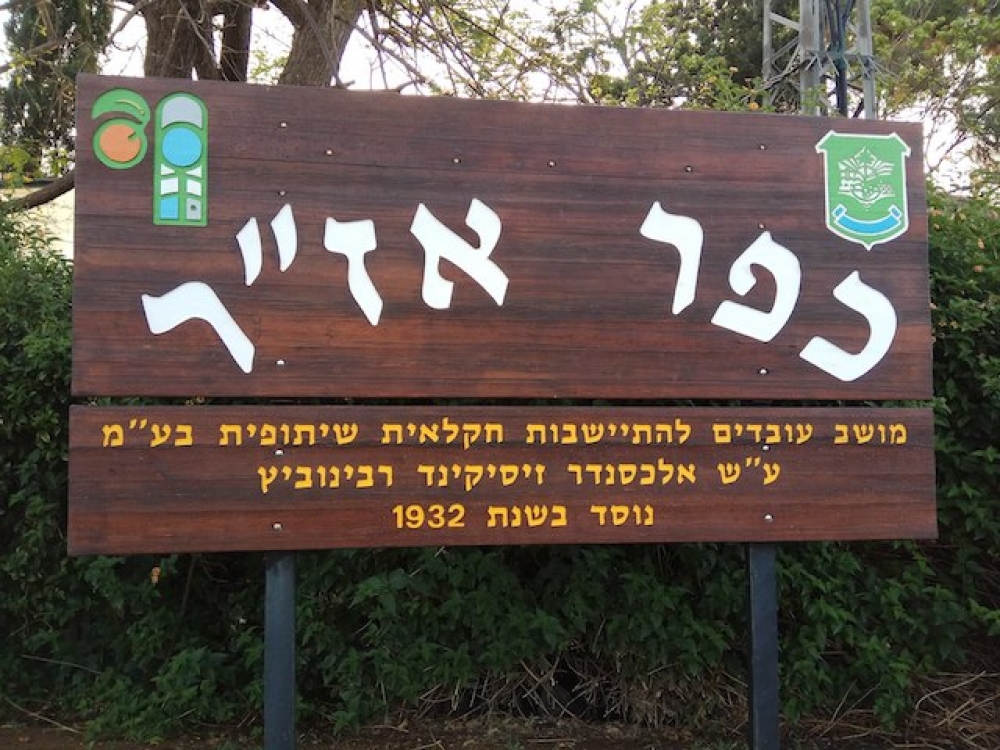 כפר אז״ר
מושב עובדים להתיישבות חקלאית שיתופית בע״מ
ע״ש אלכסנדר זיסקינד רבינוביץ
נוסד בשנת 1932